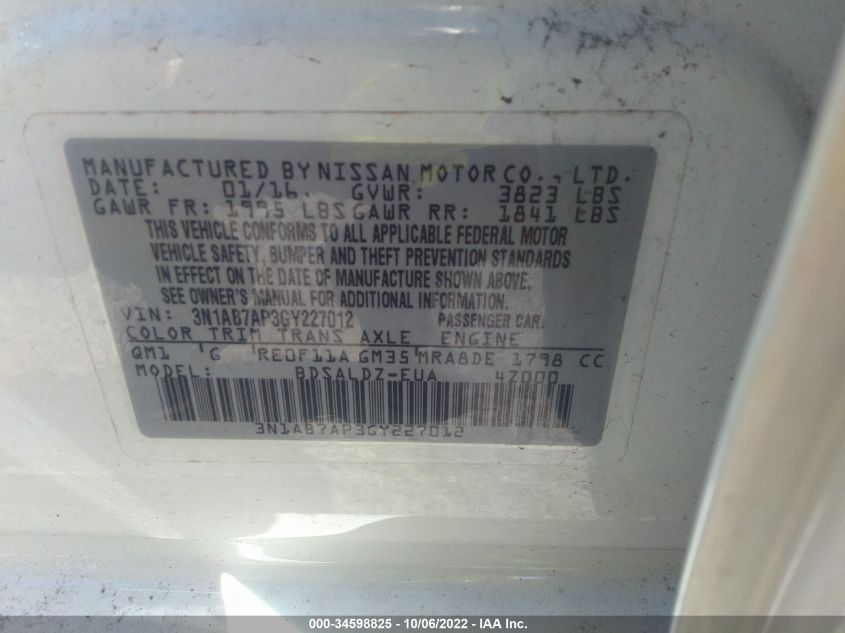 MANUFACTURED BY NISSAN MOTOR CO., LTD.
DATE: 01/16. GVWR: 3823 LBS
GAWR FR: 1995 LBS GAWR RR: 1841 LBS
THIS VEHICLE CONFORMS TO ALL APPLICABLE FEDERAL MOTOR
VEHICLE SAFETY, BUMPER AND THEFT PREVENTION STANDARDS
IN EFFECT ON THE DATE OF MANUFACTURE SHOWN ABOVE.
SEE OWNER'S MANUAL FOR ADDITIONAL INFORMATION
VIN: 3N1AB7AP3GY227012 PASSENGER CAR:
COLOR TRIM TRANS AXLE ENGINE
QM1 G RE0F11A GM35 MRA8DE 1798 CC
MODEL: BDSALDZ-EUA 4Z000
3N1AB7AP3GY227012
000-34598825 - 10/06/2022 - IAA Inc.